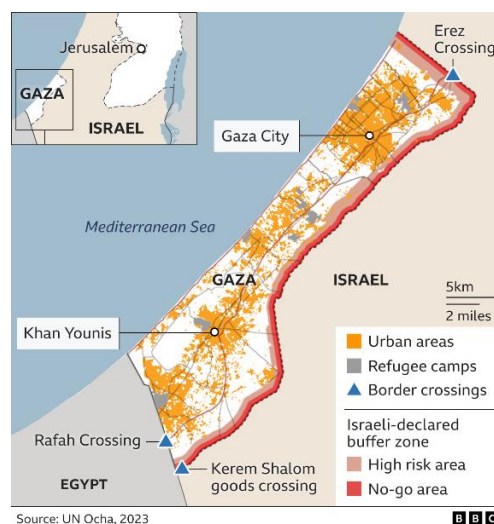 Jerusalem
GAZA
ISRAEL
Erez
Crossing
Gaza City
Mediterranean Sea
GAZA
ISRAEL
5km
2 miles
Khan Younis
Urban areas
Refugee camps
Border crossings
Israeli-declared
buffer zone
High risk area
No-go area
Rafah Crossing
Kerem Shalom
goods crossing
EGYPT
Source: UN Ocha, 2023
BBC